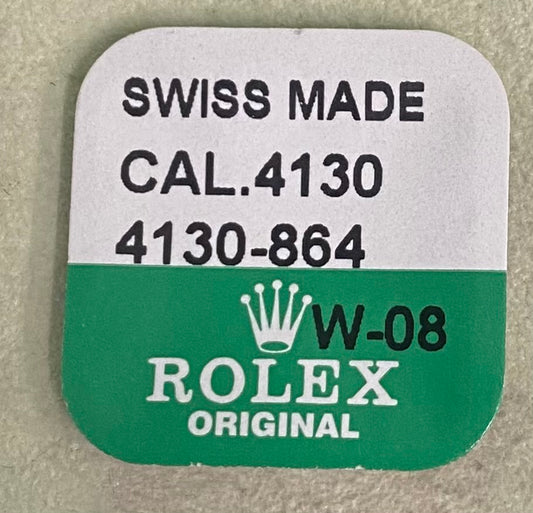 SWISS MADE
CAL.4130
4130-864
W-08
ROLEX
ORIGINAL